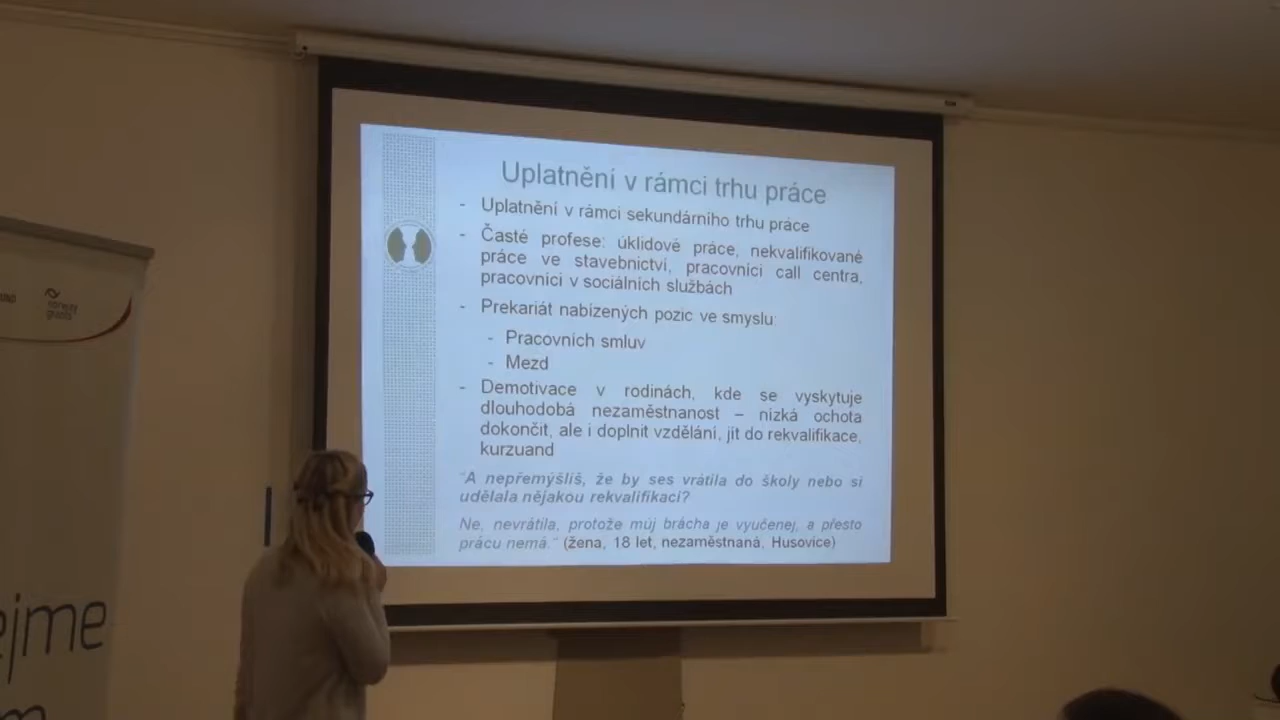 Uplatnění v rámci trhu práce
- Uplatnění v rámci sekundárního trhu práce
- Časté profese: úklidové práce, nekvalifikované
práce ve stavebnictví, pracovníci call centra,
pracovníci v sociálních službách
- Prekariát nabízených pozic ve smyslu:
- Pracovních smluv
- Mezd
- Demotivace v rodinách, kde se vyskytuje
dlouhodobá nezaměstnanost – nízká ochota
dokončit, ale i doplnit vzdělání, jít do rekvalifikace,
kurzuand
"A nepřemýšlíš, že by ses vrátila do školy nebo si
udělala nějakou rekvalifikaci?
Ne, nevrátila, protože můj brácha je vyučenej, a přesto
prácu nemá." (žena, 18 let, nezaměstnaná, Husovice)
norway
grants
ejme
m